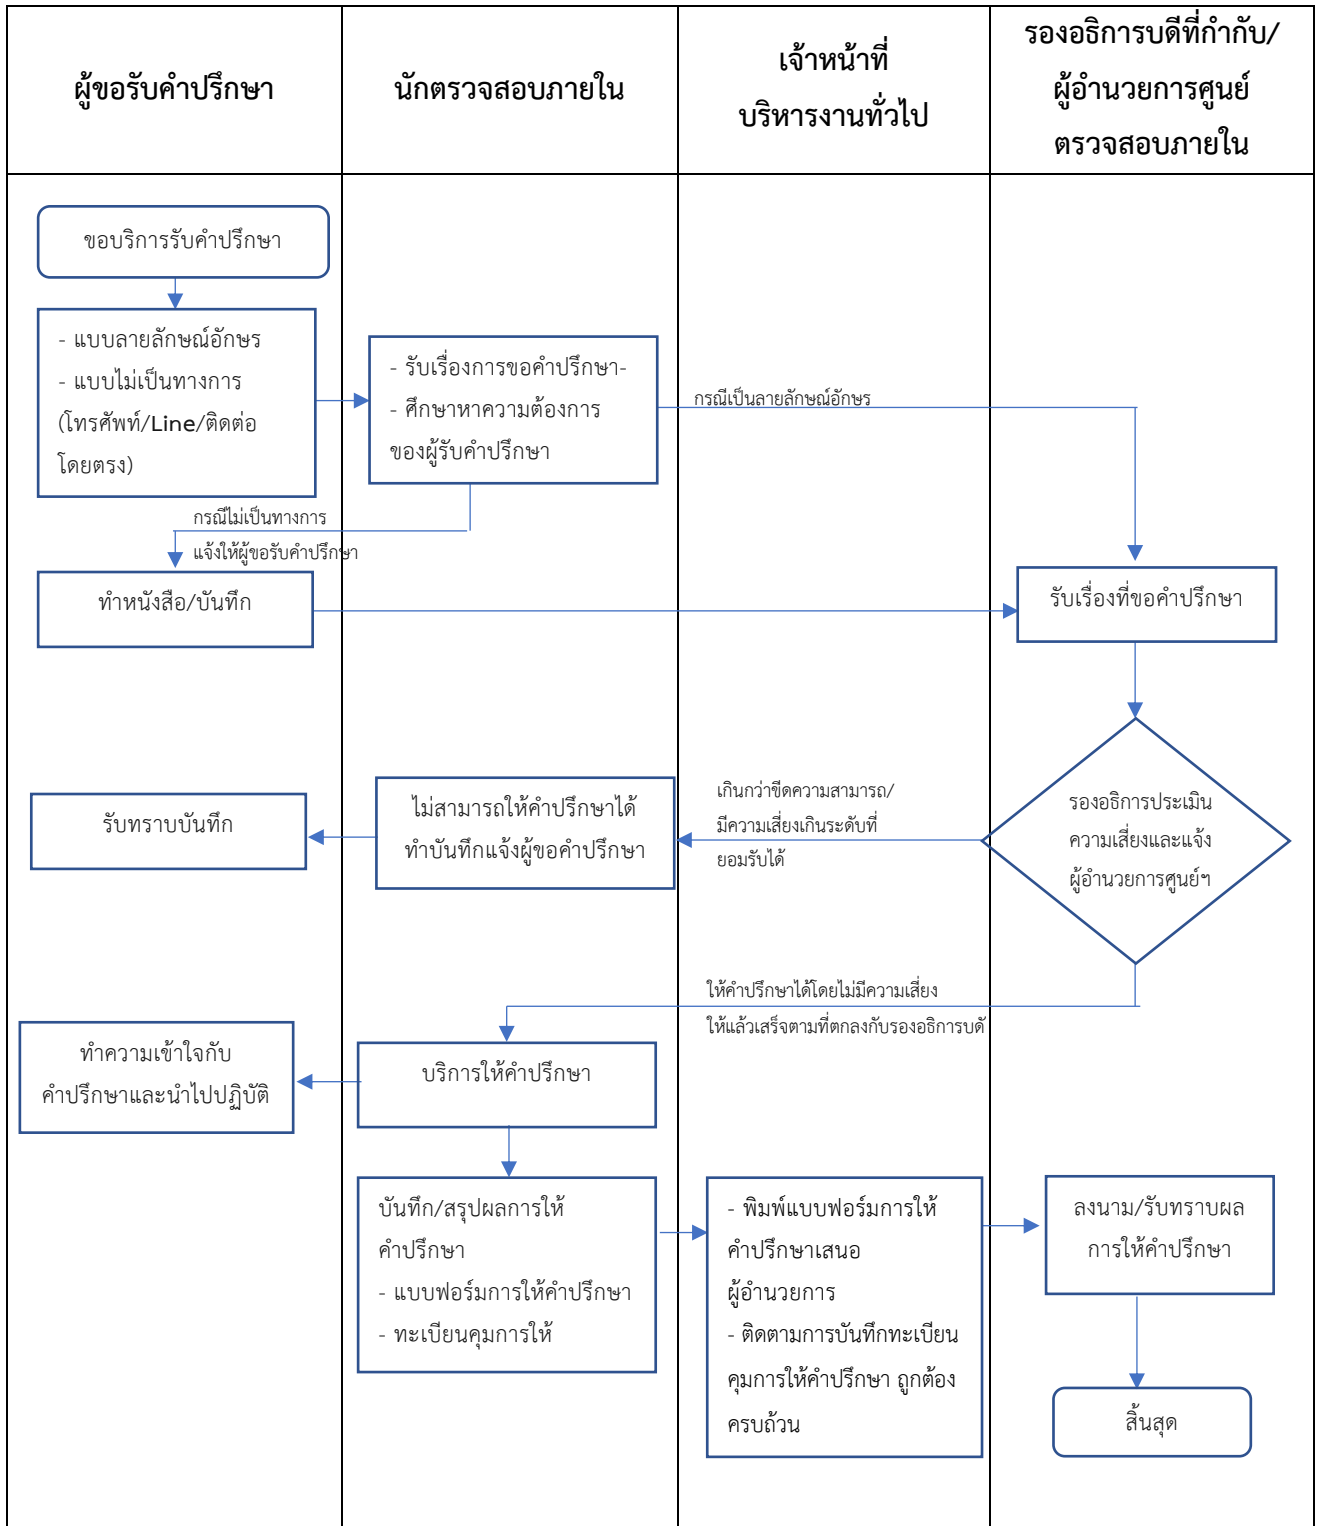 ผู้ขอรับคำปรึกษา
นักตรวจสอบภายใน
เจ้าหน้าที่
บริหารงานทั่วไป
รองอธิการบดีที่กำกับ/
ผู้อำนวยการศูนย์
ตรวจสอบภายใน
ขอบริการรับคำปรึกษา
- แบบลายลักษณ์อักษร
- แบบไม่เป็นทางการ
(โทรศัพท์/Line/ติดต่อ
โดยตรง)
- รับเรื่องการขอคำปรึกษา-
- ศึกษาหาความต้องการ
ของผู้รับคำปรึกษา
กรณีเป็นลายลักษณ์อักษร
กรณีไม่เป็นทางการ
แจ้งให้ผู้ขอรับคำปรึกษา
ทำหนังสือ/บันทึก
รับเรื่องที่ขอคำปรึกษา
รองอธิการประเมิน
ความเสี่ยงและแจ้ง
ผู้อำนวยการศูนย์ฯ
เกินกว่าขีดความสามารถ/
มีความเสี่ยงเกินระดับที่
ยอมรับได้
ไม่สามารถให้คำปรึกษาได้
ทำบันทึกแจ้งผู้ขอคำปรึกษา
รับทราบบันทึก
ให้คำปรึกษาได้โดยไม่มีความเสี่ยง
ให้แล้วเสร็จตามที่ตกลงกับรองอธิการบดั
บริการให้คำปรึกษา
ทำความเข้าใจกับ
คำปรึกษาและนำไปปฏิบัติ
บันทึก/สรุปผลการให้
คำปรึกษา
- แบบฟอร์มการให้คำปรึกษา
- ทะเบียนคุมการให้
- พิมพ์แบบฟอร์มการให้
คำปรึกษาเสนอ
ผู้อำนวยการ
- ติดตามการบันทึกทะเบียน
คุมการให้คำปรึกษา ถูกต้อง
ครบถ้วน
ลงนาม/รับทราบผล
การให้คำปรึกษา
สิ้นสุด